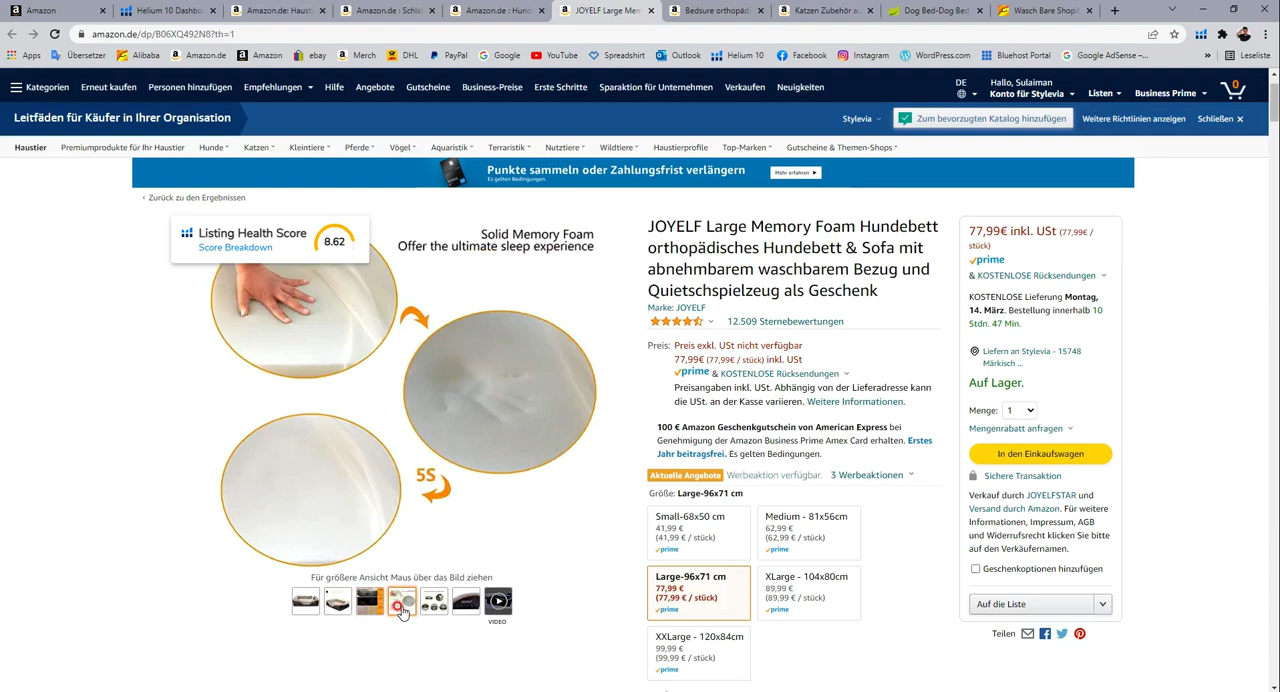 Amazon
Helium 10 Dashb
Amazon.de: Haust
Amazon.de : Schla
Amazon.de : Hund
JOYELF Large Mem
Bedsure orthopädi
Katzen Zubehör au
Dog Bed-Dog Bed
Wasch Bare Shop
amazon.de/dp/B06XQ492N8?th=1
Apps
Übersetzer
Alibaba
Amazon.de
Amazon
ebay
Merch
DHL
PayPal
Google
YouTube
Spreadshirt
Outlook
Helium 10
Facebook
Instagram
WordPress.com
Bluehost Portal
Google AdSense –...
»
Leseliste
Kategorien
Erneut kaufen
Personen hinzufügen
Empfehlungen
Hilfe
Angebote
Gutscheine
Business-Preise
Erste Schritte
Sparaktion für Unternehmen
Verkaufen
Neuigkeiten
DE
Hallo, Sulaiman
Konto für Stylevia
Listen
Business Prime
0
Leitfäden für Käufer in Ihrer Organisation
Stylevia
Zum bevorzugten Katalog hinzufügen
Weitere Richtlinien anzeigen
Schließen ✕
Haustier
Premiumprodukte für Ihr Haustier
Hunde
Katzen
Kleintiere
Pferde
Vögel
Aquaristik
Terraristik
Nutztiere
Wildtiere
Haustierprofile
Top-Marken
Gutscheine & Themen-Shops
Punkte sammeln oder Zahlungsfrist verlängern
Es gelten Bedingungen.
Mehr erfahren ▸
‹ Zurück zu den Ergebnissen
Listing Health Score
Score Breakdown
8.62
Solid Memory Foam
Offer the ultimate sleep experience
5S
Für größere Ansicht Maus über das Bild ziehen
VIDEO
JOYELF Large Memory Foam Hundebett
orthopädisches Hundebett & Sofa mit
abnehmbarem waschbarem Bezug und
Quietschspielzeug als Geschenk
Marke: JOYELF
12.509 Sternebewertungen
Preis: Preis exkl. USt nicht verfügbar
77,99€ (77,99€ / stück) inkl. USt
prime & KOSTENLOSE Rücksendungen
Preisangaben inkl. USt. Abhängig von der Lieferadresse kann
die USt. an der Kasse variieren. Weitere Informationen.
100 € Amazon Geschenkgutschein von American Express bei
Genehmigung der Amazon Business Prime Amex Card erhalten. Erstes
Jahr beitragsfrei. Es gelten Bedingungen.
Aktuelle Angebote Werbeaktion verfügbar. 3 Werbeaktionen
Größe: Large-96x71 cm
Small-68x50 cm
41,99 €
(41,99 € / stück)
prime
Medium - 81x56cm
62,99 €
(62,99 € / stück)
prime
Large-96x71 cm
77,99 €
(77,99 € / stück)
prime
XLarge - 104x80cm
89,99 €
(89,99 € / stück)
prime
XXLarge - 120x84cm
99,99 €
(99,99 € / stück)
prime
77,99€ inkl. USt (77,99€ /
stück)
prime
& KOSTENLOSE Rücksendungen
KOSTENFREIE Lieferung Montag,
14. März. Bestellung innerhalb 10
Stdn. 47 Min.
Liefern an Stylevia - 15748
Märkisch ...
Auf Lager.
Menge: 1
Mengenrabatt anfragen
In den Einkaufswagen
Sichere Transaktion
Verkauf durch JOYELFSTAR und
Versand durch Amazon. Für weitere
Informationen, Impressum, AGB
und Widerrufsrecht klicken Sie bitte
auf den Verkäufernamen.
Geschenkoptionen hinzufügen
Auf die Liste
Teilen